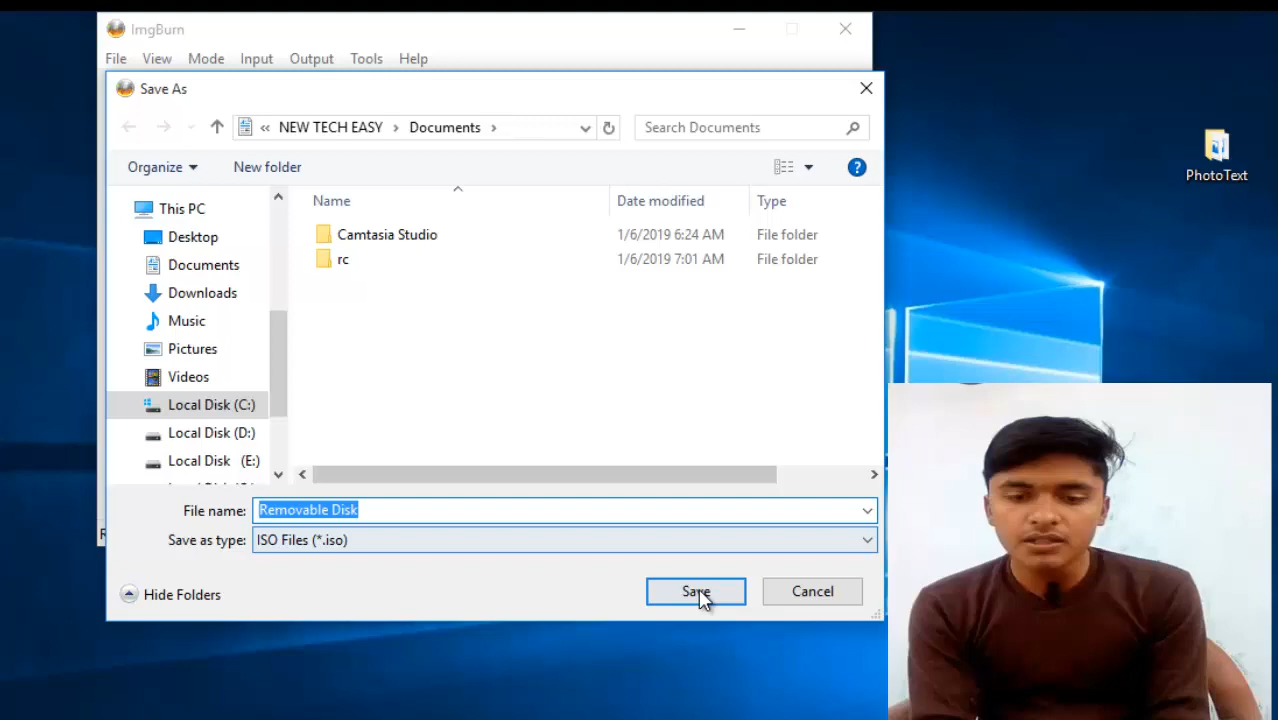 ImgBurn
File View Mode Input Output Tools Help
Save As
« NEW TECH EASY › Documents ›
Search Documents
Organize
New folder
Name Date modified Type
This PC
Desktop
Documents
Downloads
Music
Pictures
Videos
Local Disk (C:)
Local Disk (D:)
Local Disk (E:)
Camtasia Studio 1/6/2019 6:24 AM File folder
rc 1/6/2019 7:01 AM File folder
File name: Removable Disk
Save as type: ISO Files (*.iso)
Hide Folders
Save
Cancel
PhotoText